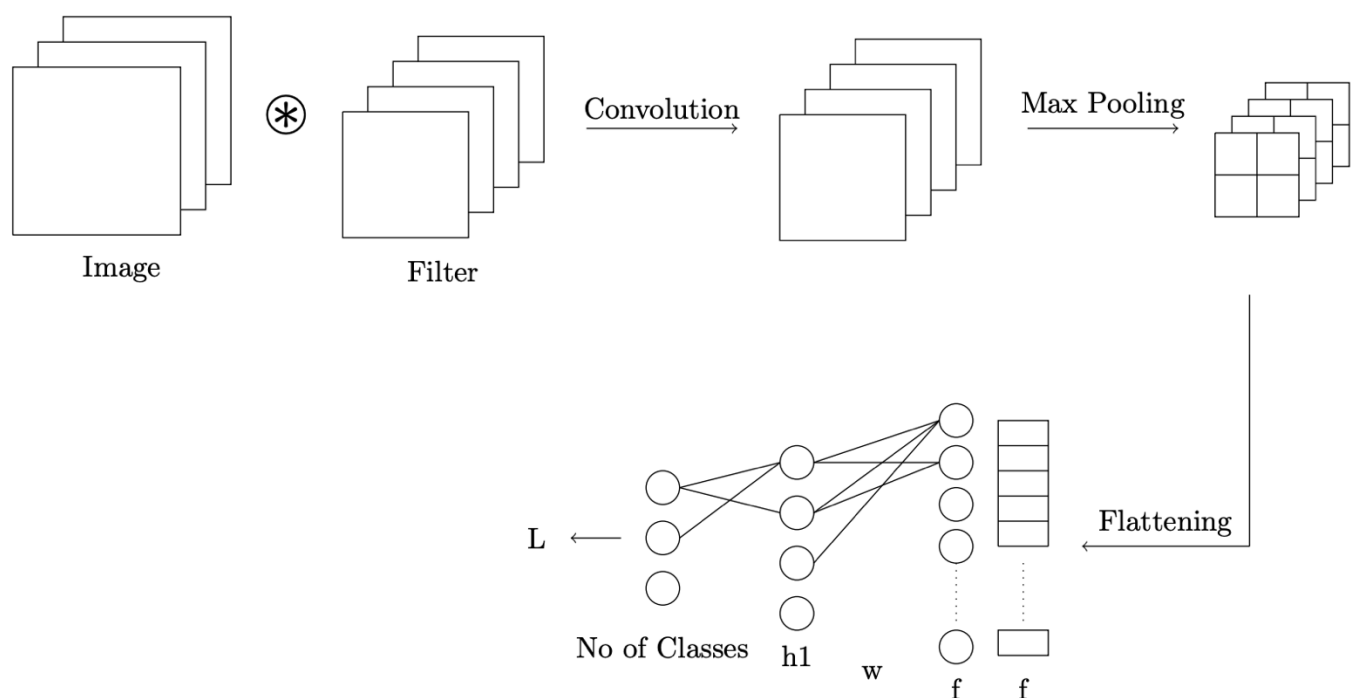 Convolution
Max Pooling
Image
Filter
Flattening
L
No of Classes
h1
w
f
f